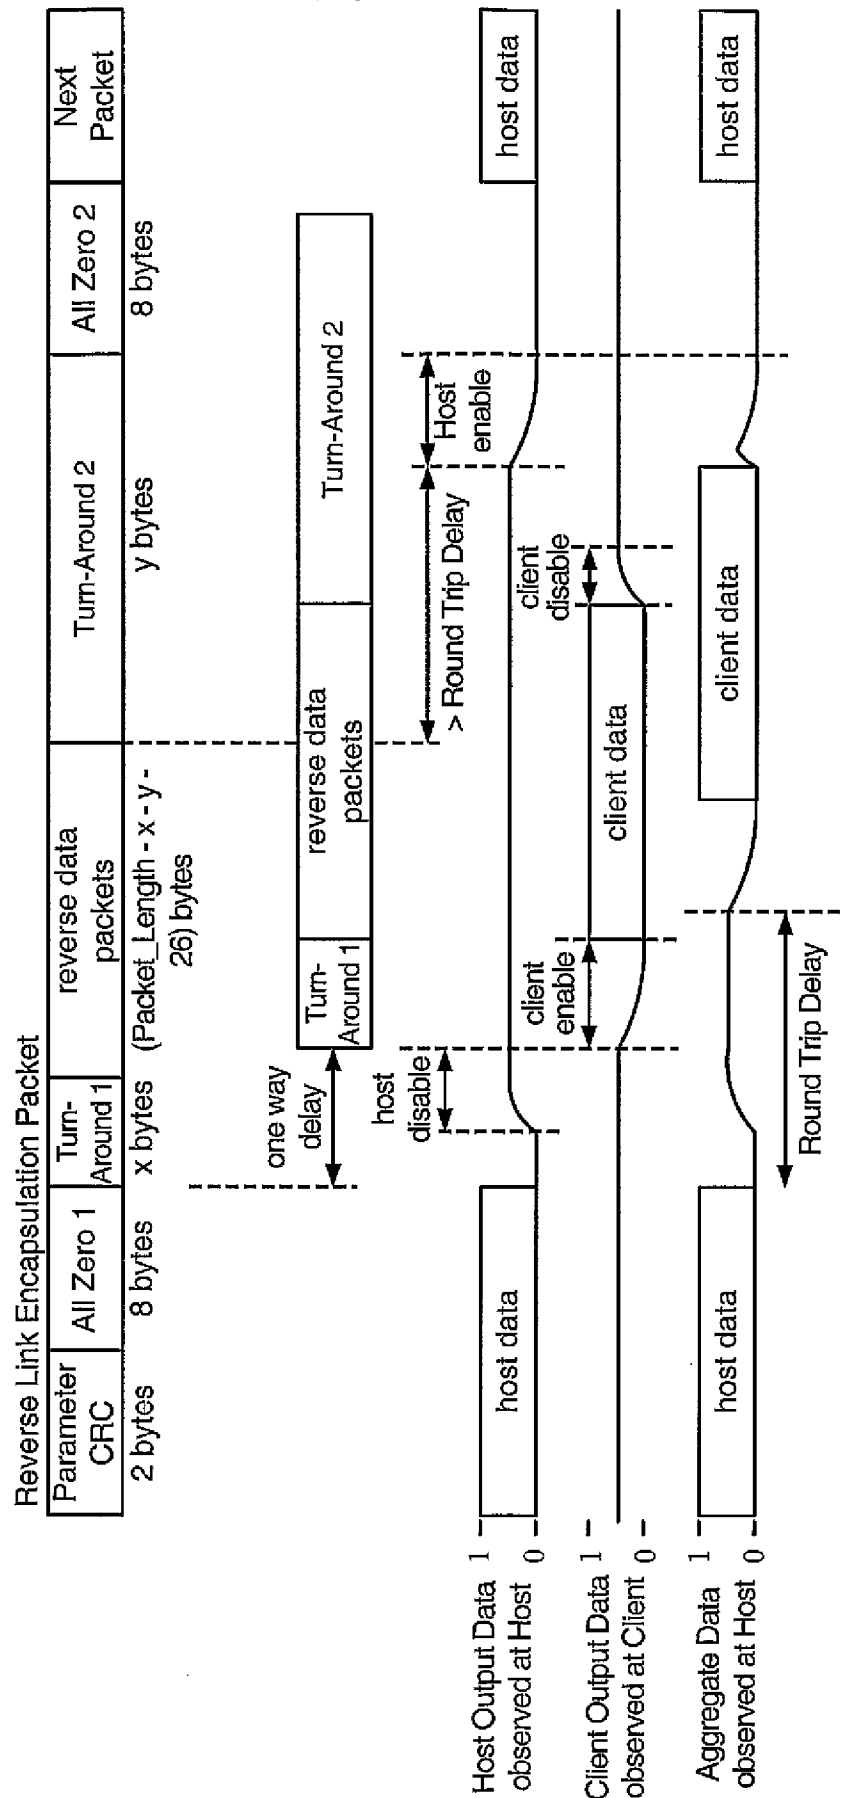 Reverse Link Encapsulation Packet
Parameter
CRC
All Zero 1
Turn-
Around 1
reverse data
packets
Turn-Around 2
All Zero 2
Next
Packet
2 bytes
8 bytes
x bytes
(Packet_Length - x - y -
26) bytes
y bytes
8 bytes
one way
delay
Turn-
Around 1
reverse data
packets
Turn-Around 2
host
disable
> Round Trip Delay
Host
enable
Host Output Data
observed at Host
1
0
host data
host data
client
enable
client
disable
Client Output Data
observed at Client
1
0
client data
Aggregate Data
observed at Host
1
0
host data
client data
host data
Round Trip Delay